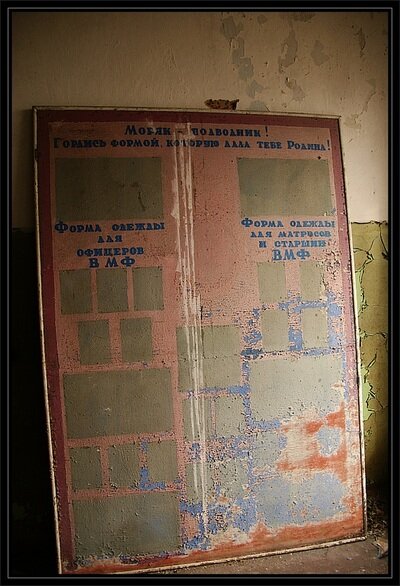 Моряк - подводник!
Гордись формой, которую дала тебе Родина!
Форма одежды
для
офицеров
ВМФ
Форма одежды
для матросов
и старшин
ВМФ